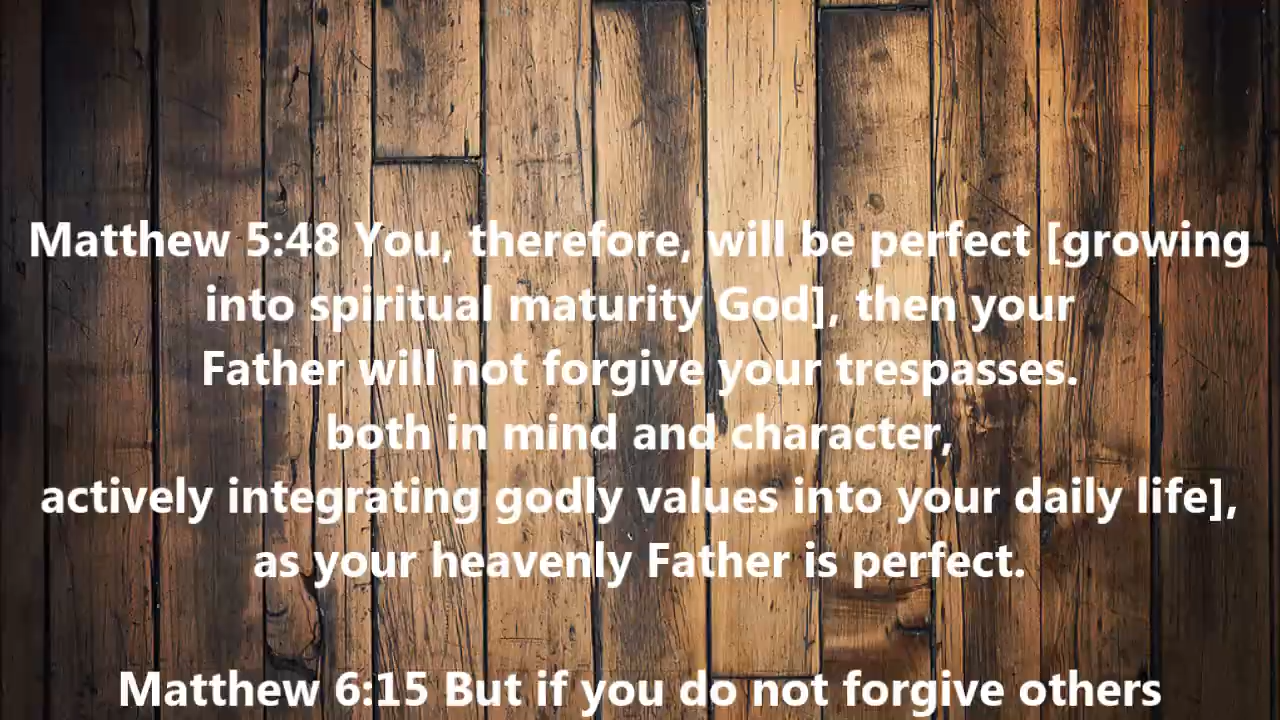 Matthew 5:48 You, therefore, will be perfect [growing
into spiritual maturity God], then your
Father will not forgive your trespasses.
both in mind and character,
actively integrating godly values into your daily life],
as your heavenly Father is perfect.
Matthew 6:15 But if you do not forgive others